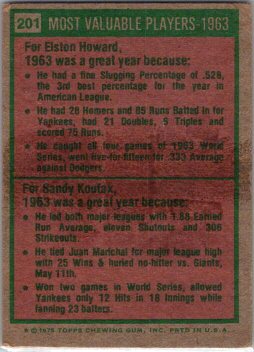 201 MOST VALUABLE PLAYERS-1963
For Elston Howard,
1963 was a great year because:
• He had a fine Slugging Percentage of .528,
the 3rd best percentage for the year in
American League.
• He had 28 Homers and 85 Runs Batted In for
Yankees, had 21 Doubles, 5 Triples and
scored 75 Runs.
• He caught all four games of 1963 World
Series, went five-for-fifteen for .333 Average
against Dodgers.
For Sandy Koufax,
1963 was a great year because:
• He led both major leagues with 1.88 Earned
Run Average, eleven Shutouts and 306
Strikeouts.
• He tied Juan Marichal for major league high
with 25 Wins & hurled no-hitter vs. Giants,
May 11th.
• Won two games in World Series, allowed
Yankees only 12 Hits in 18 Innings while
fanning 23 batters.
© 1975 TOPPS CHEWING GUM, INC. PRTD IN U.S.A.